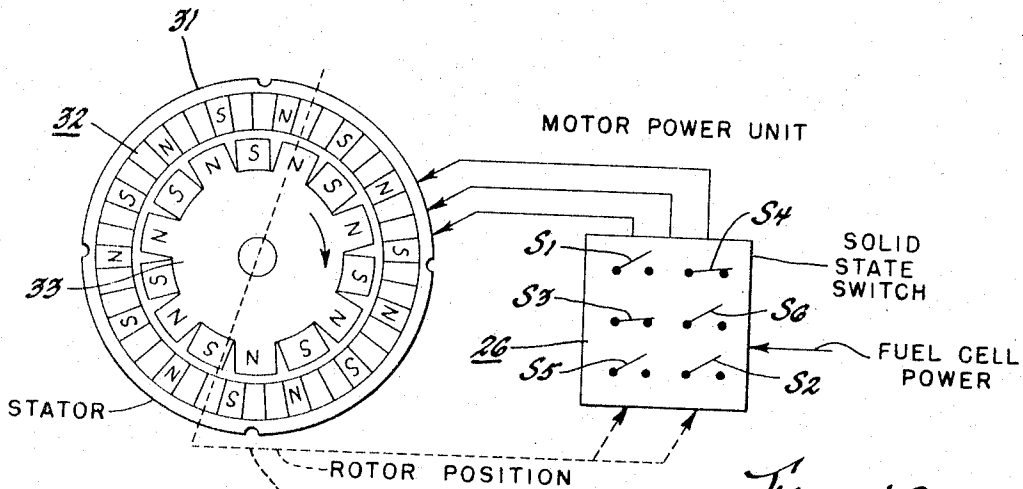 31
32
MOTOR POWER UNIT
S
N
S
N
S
N
S
N
S
N
S
N
S
N
S
N
S
N
S
N
S
N
S
N
S
N
S
N
33
STATOR
S1
S4
S3
S6
S5
S2
26
SOLID
STATE
SWITCH
FUEL CELL
POWER
ROTOR POSITION